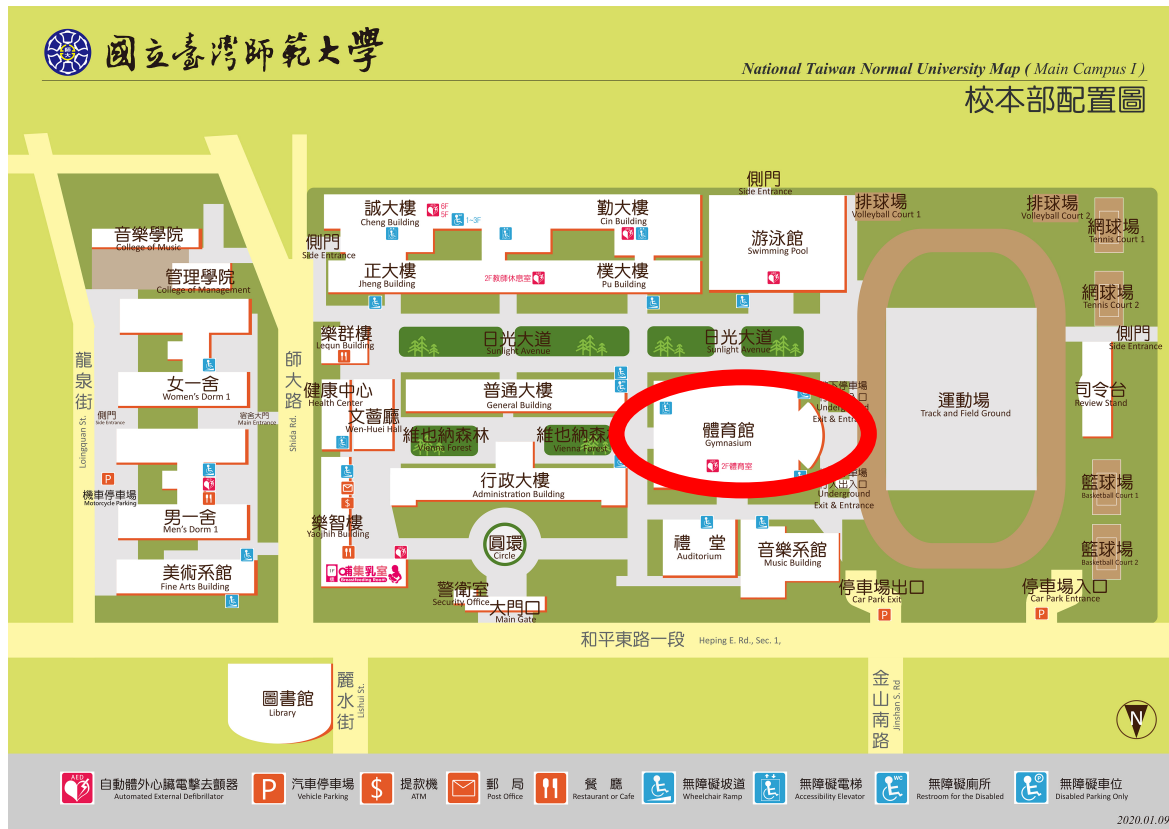 國立臺灣師範大學
National Taiwan Normal University Map ( Main Campus I )
校本部配置圖
側門
Side Entrance
誠大樓
Cheng Building
6F
5F
1~3F
勤大樓
Cin Building
游泳館
Swimming Pool
排球場
Volleyball Court 1
排球場
Volleyball Court 2
網球場
Tennis Court 1
音樂學院
College of Music
管理學院
College of Management
側門
Side Entrance
正大樓
Jheng Building
2F教師休息室
樸大樓
Pu Building
網球場
Tennis Court 2
樂群樓
Lequn Building
日光大道
Sunlight Avenue
日光大道
Sunlight Avenue
側門
Side Entrance
龍泉街
Loingquan St.
師大路
Shida Rd.
女一舍
Women's Dorm 1
側門
Side Entrance
宿舍大門
Main Entrance
健康中心
Health Center
文薈廳
Wen-Huei Hall
普通大樓
General Building
維也納森林
Vienna Forest
維也納森林
Vienna Forest
體育館
Gymnasium
2F體育室
停車場
Underground
Exit & Entra
運動場
Track and Field Ground
司令台
Review Stand
機車停車場
Motorcycle Parking
男一舍
Men's Dorm 1
行政大樓
Administration Building
車場
出入口
Underground
Exit & Entrance
籃球場
Basketball Court 1
樂智樓
Yaojhih Building
圓環
Circle
禮 堂
Auditorium
音樂系館
Music Building
籃球場
Basketball Court 2
美術系館
Fine Arts Building
1F
哺集乳室
Breastfeeding Room
警衛室
Security Office
大門口
Main Gate
停車場出口
Car Park Exit
P
停車場入口
Car Park Entrance
P
和平東路一段
Heping E. Rd., Sec. 1,
圖書館
Library
麗水街
Lishui St.
金山南路
Jinshan S. Rd
N
AED
自動體外心臟電擊去顫器
Automated External Defibrillator
P
汽車停車場
Vehicle Parking
$
提款機
ATM
郵 局
Post Office
餐 廳
Restaurant or Cafe
無障礙坡道
Wheelchair Ramp
無障礙電梯
Accessibility Elevator
WC
無障礙廁所
Restroom for the Disabled
P
無障礙車位
Disabled Parking Only
2020.01.09